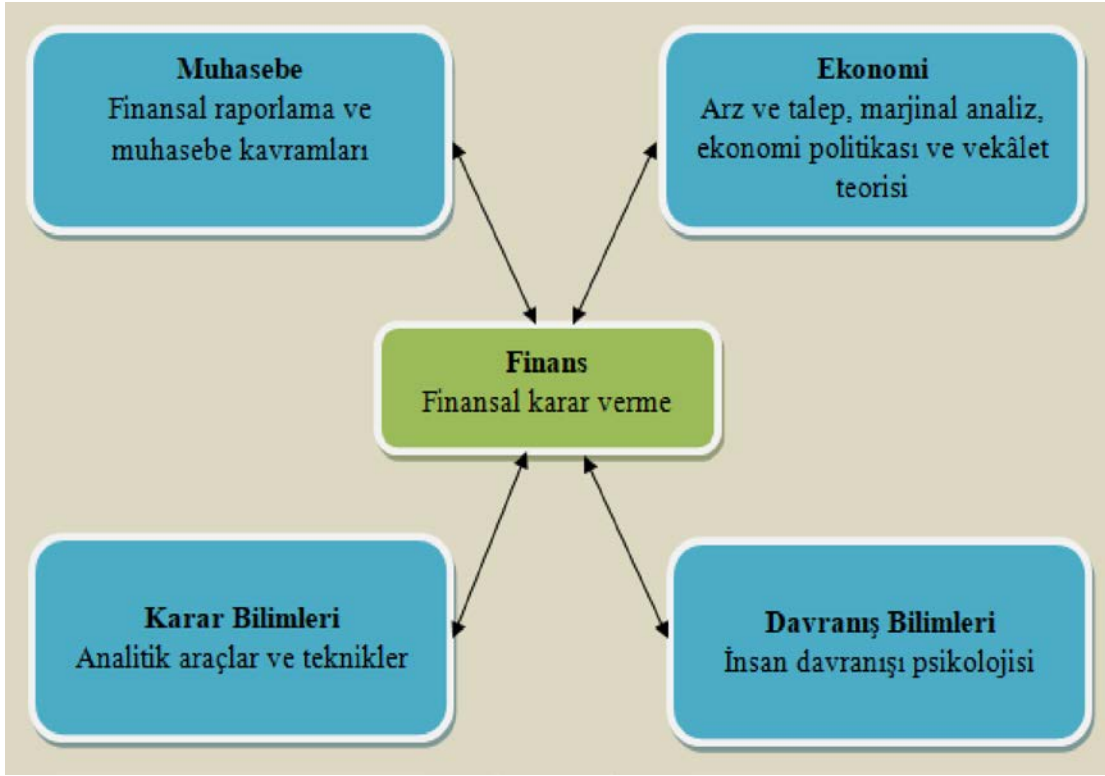 Muhasebe
Finansal raporlama ve
muhasebe kavramları
Ekonomi
Arz ve talep, marjinal analiz,
ekonomi politikası ve vekâlet
teorisi
Finans
Finansal karar verme
Karar Bilimleri
Analitik araçlar ve teknikler
Davranış Bilimleri
İnsan davranışı psikolojisi